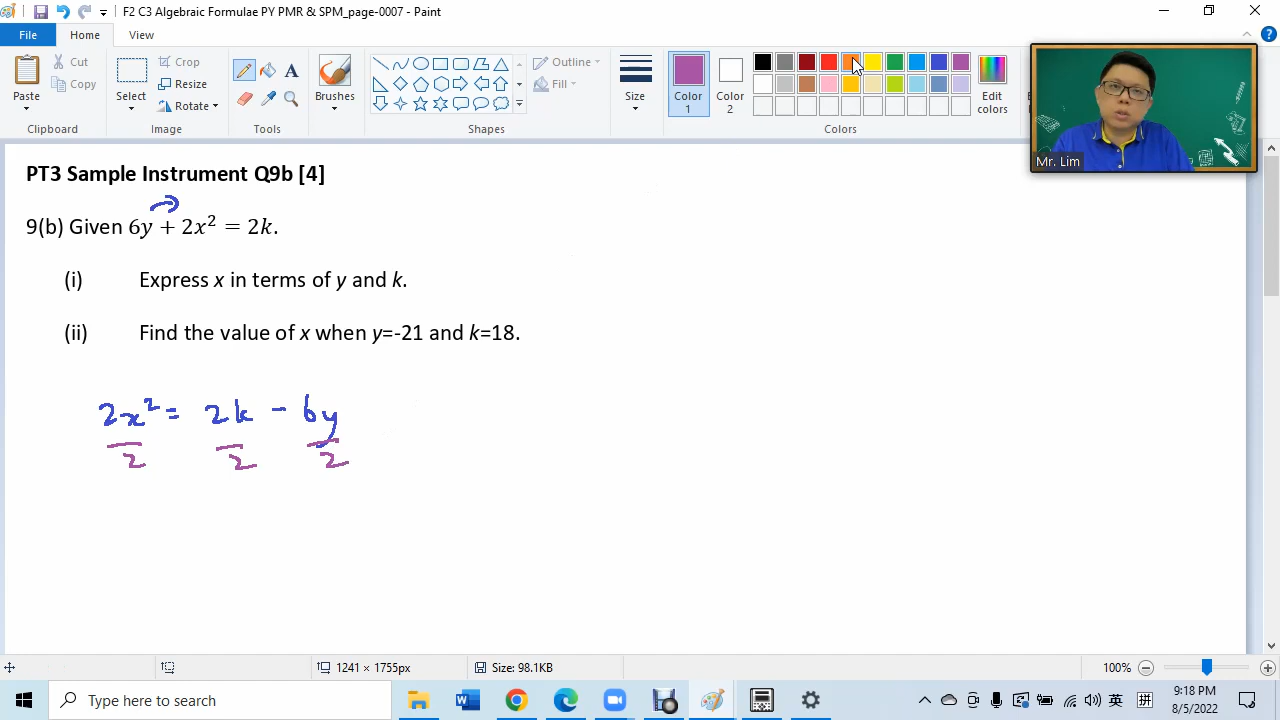 F2 C3 Algebraic Formulae PY PMR & SPM_page-0007 - Paint
File Home View
Paste Cut Copy Clipboard
Select Crop Resize Rotate Image
A Tools
Brushes
Outline Fill Shapes
Size
Color 1 Color 2 Edit colors Colors
Mr. Lim
PT3 Sample Instrument Q9b [4]
9(b) Given 6y + 2x² = 2k.
(i) Express x in terms of y and k.
(ii) Find the value of x when y=-21 and k=18.
2x² = 2k - 6y
2 2 2
1241 × 1755px Size: 98.1KB 100%
Type here to search
英 拼 9:18 PM
8/5/2022